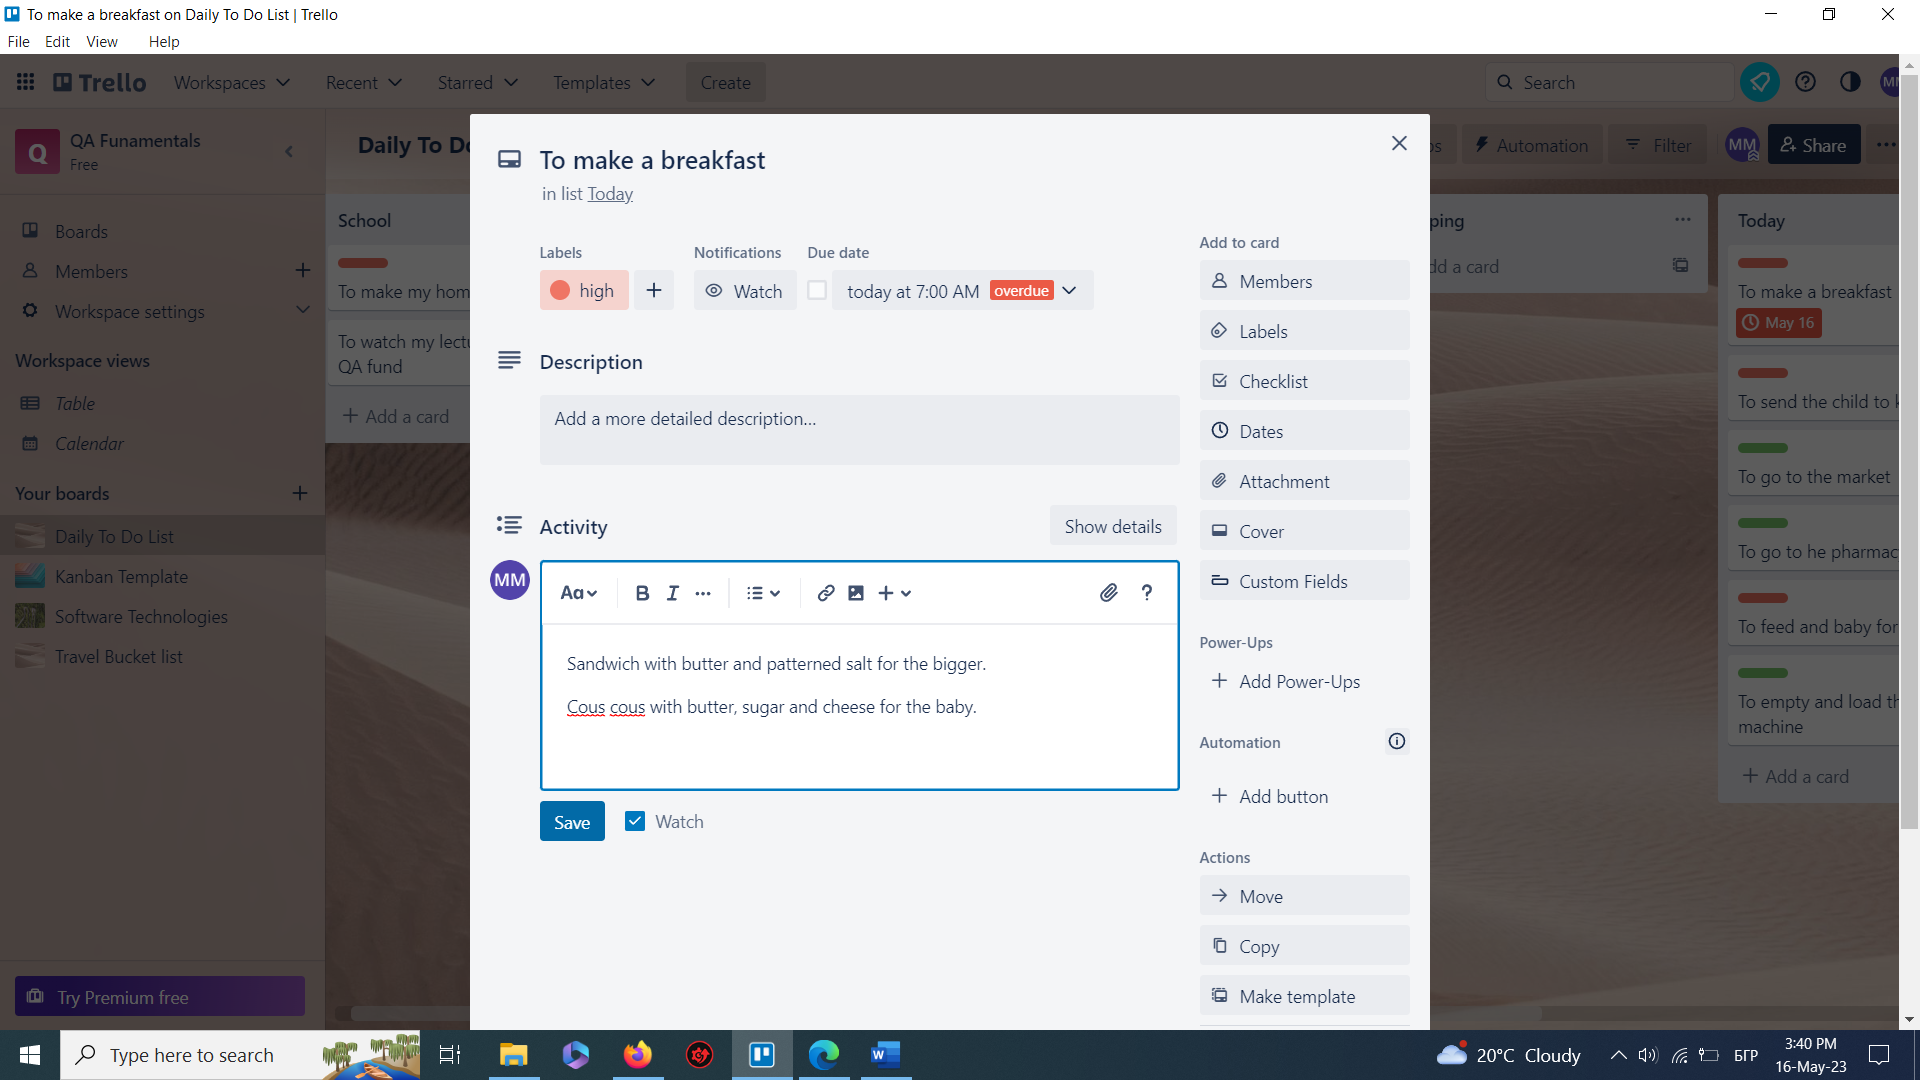 To make a breakfast on Daily To Do List | Trello
File Edit View Help
Trello Workspaces Recent Starred Templates Create Search
Q QA Funamentals
Free
Boards
Members
Workspace settings
Workspace views
Table
Calendar
Your boards
Daily To Do List
Kanban Template
Software Technologies
Travel Bucket list
Try Premium free
Automation Filter MM Share
School
To make my hom
To watch my lectu
QA fund
Add a card
To make a breakfast
in list Today
Labels Notifications Due date
high Watch today at 7:00 AM overdue
Description
Add a more detailed description...
Activity Show details
MM Aa B I ... ?
Sandwich with butter and patterned salt for the bigger.
Cous cous with butter, sugar and cheese for the baby.
Save Watch
Add to card
Members
Labels
Checklist
Dates
Attachment
Cover
Custom Fields
Power-Ups
Add Power-Ups
Automation
Add button
Actions
Move
Copy
Make template
ping
dd a card
Today
To make a breakfast
May 16
To send the child to k
To go to the market
To go to he pharmac
To feed and baby for
To empty and load th
machine
Add a card
Type here to search 20°C Cloudy БГР 3:40 PM
16-May-23